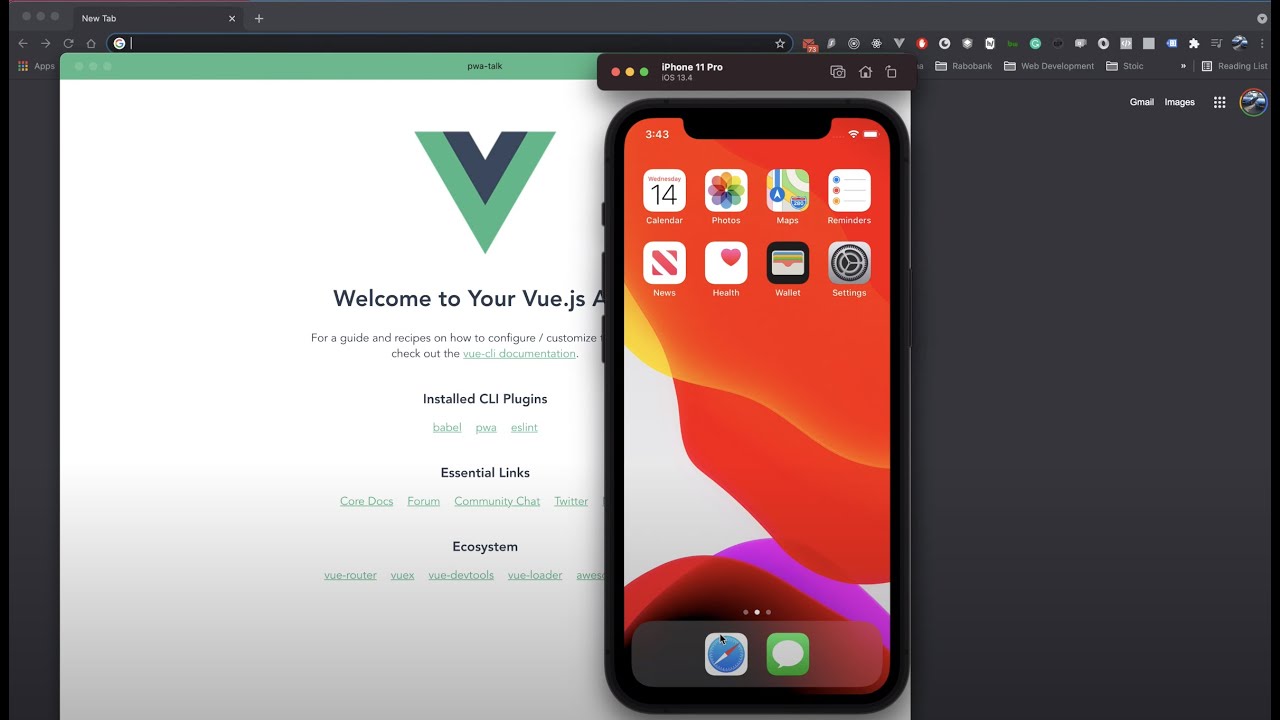 New Tab
73
Apps
Rabobank
Web Development
Stoic
»
Reading List
pwa-talk
iPhone 11 Pro
iOS 13.4
Gmail
Images
Welcome to Your Vue.js A
For a guide and recipes on how to configure / customize
check out the vue-cli documentation.
Installed CLI Plugins
babel pwa eslint
Essential Links
Core Docs Forum Community Chat Twitter
Ecosystem
vue-router vuex vue-devtools vue-loader awes
3:43
Wednesday
14
Calendar Photos Maps Reminders
280
News Health Wallet Settings